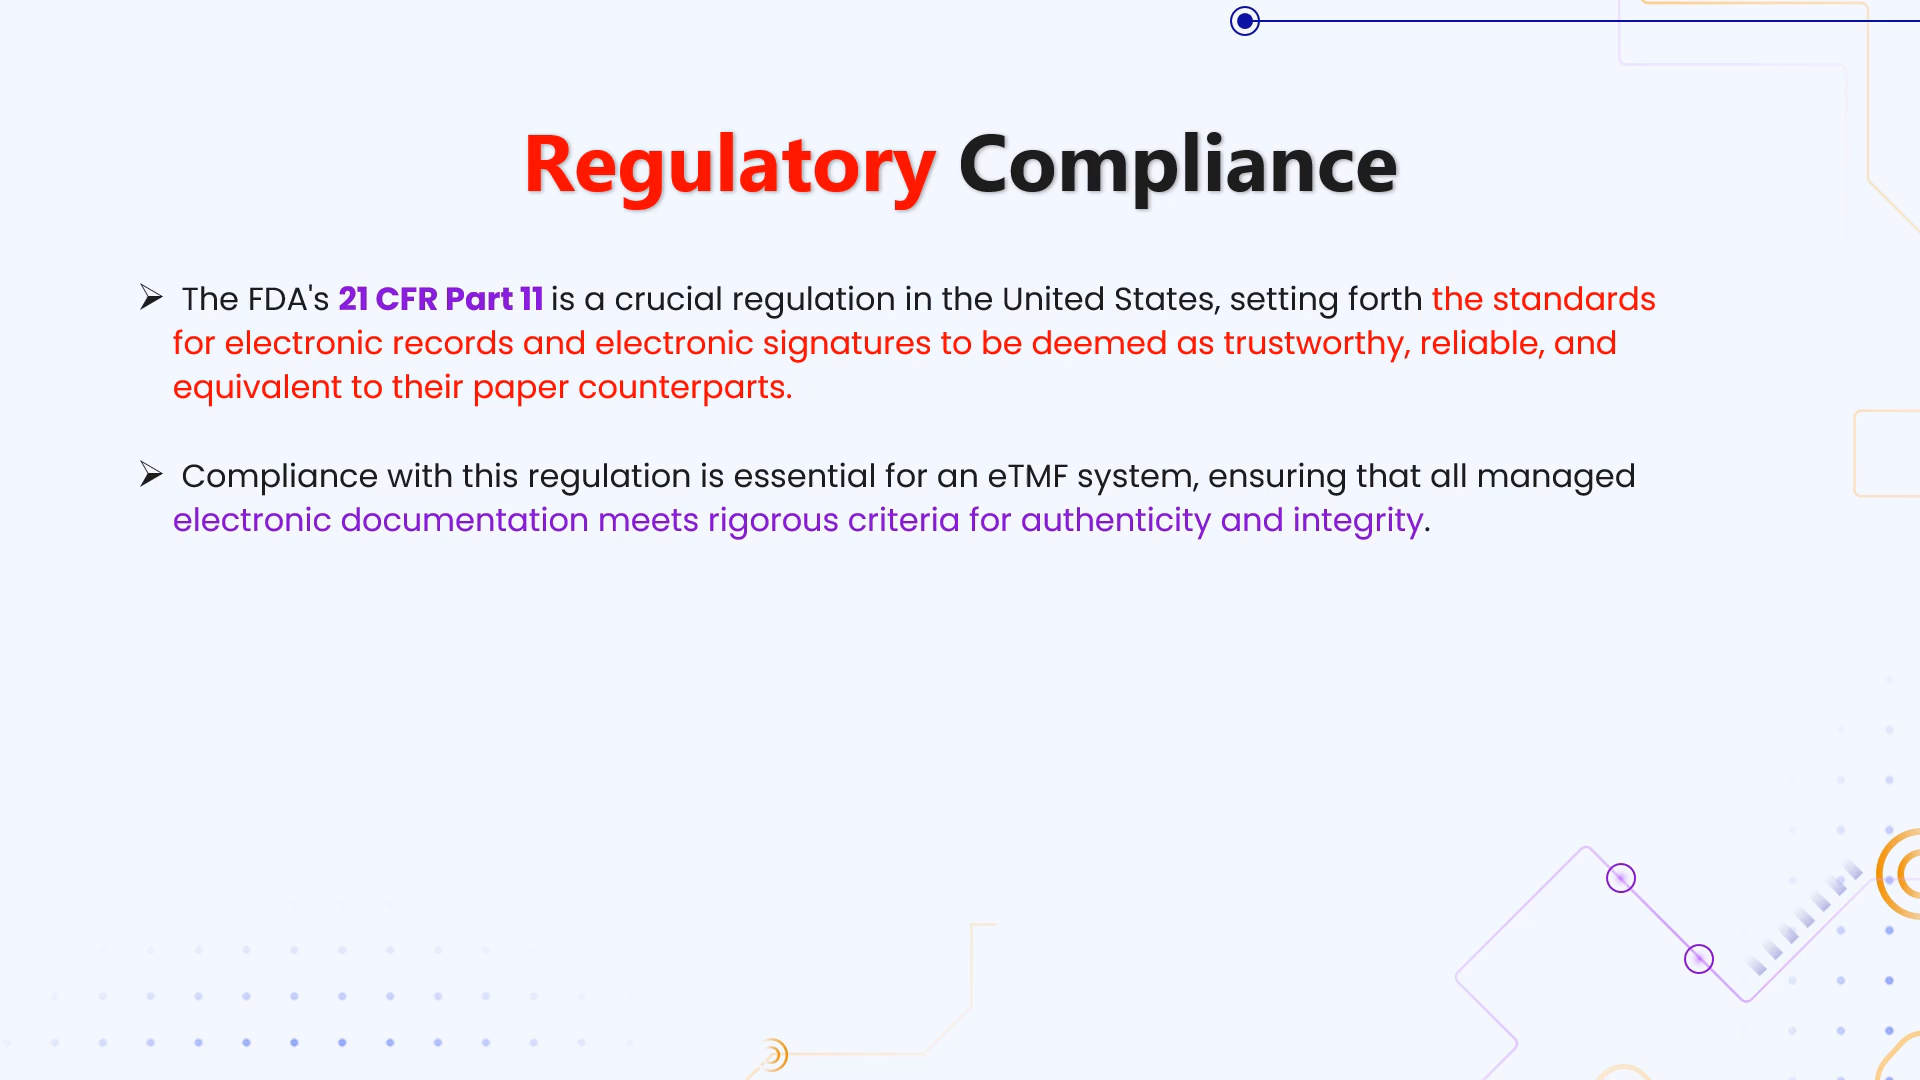 Regulatory Compliance
➢ The FDA's 21 CFR Part 11 is a crucial regulation in the United States, setting forth the standards
for electronic records and electronic signatures to be deemed as trustworthy, reliable, and
equivalent to their paper counterparts.
➢ Compliance with this regulation is essential for an eTMF system, ensuring that all managed
electronic documentation meets rigorous criteria for authenticity and integrity.